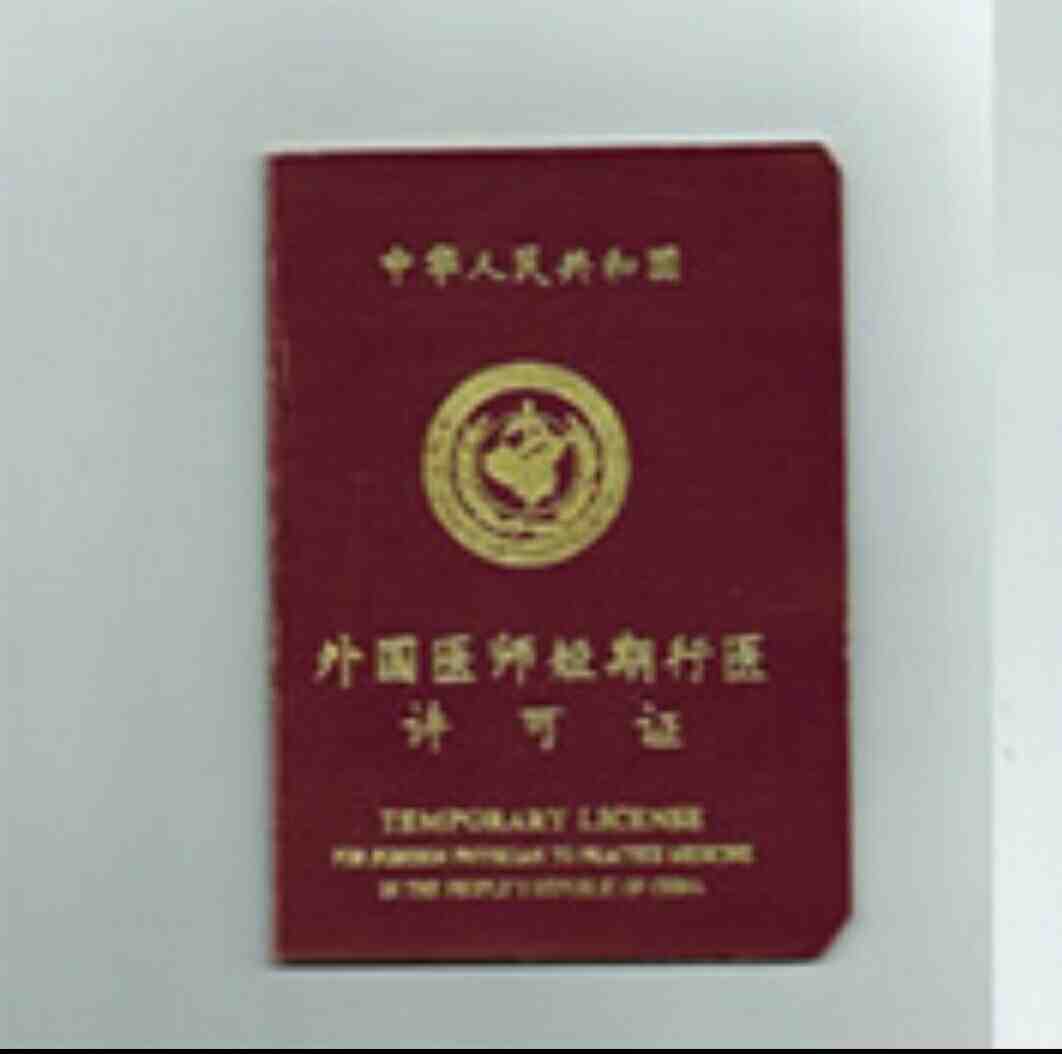 中华人民共和国
外国医师短期行医
许可证
TEMPORARY LICENSE
FOR FOREIGN PHYSICIAN TO PRACTICE MEDICINE
IN THE PEOPLE'S REPUBLIC OF CHINA